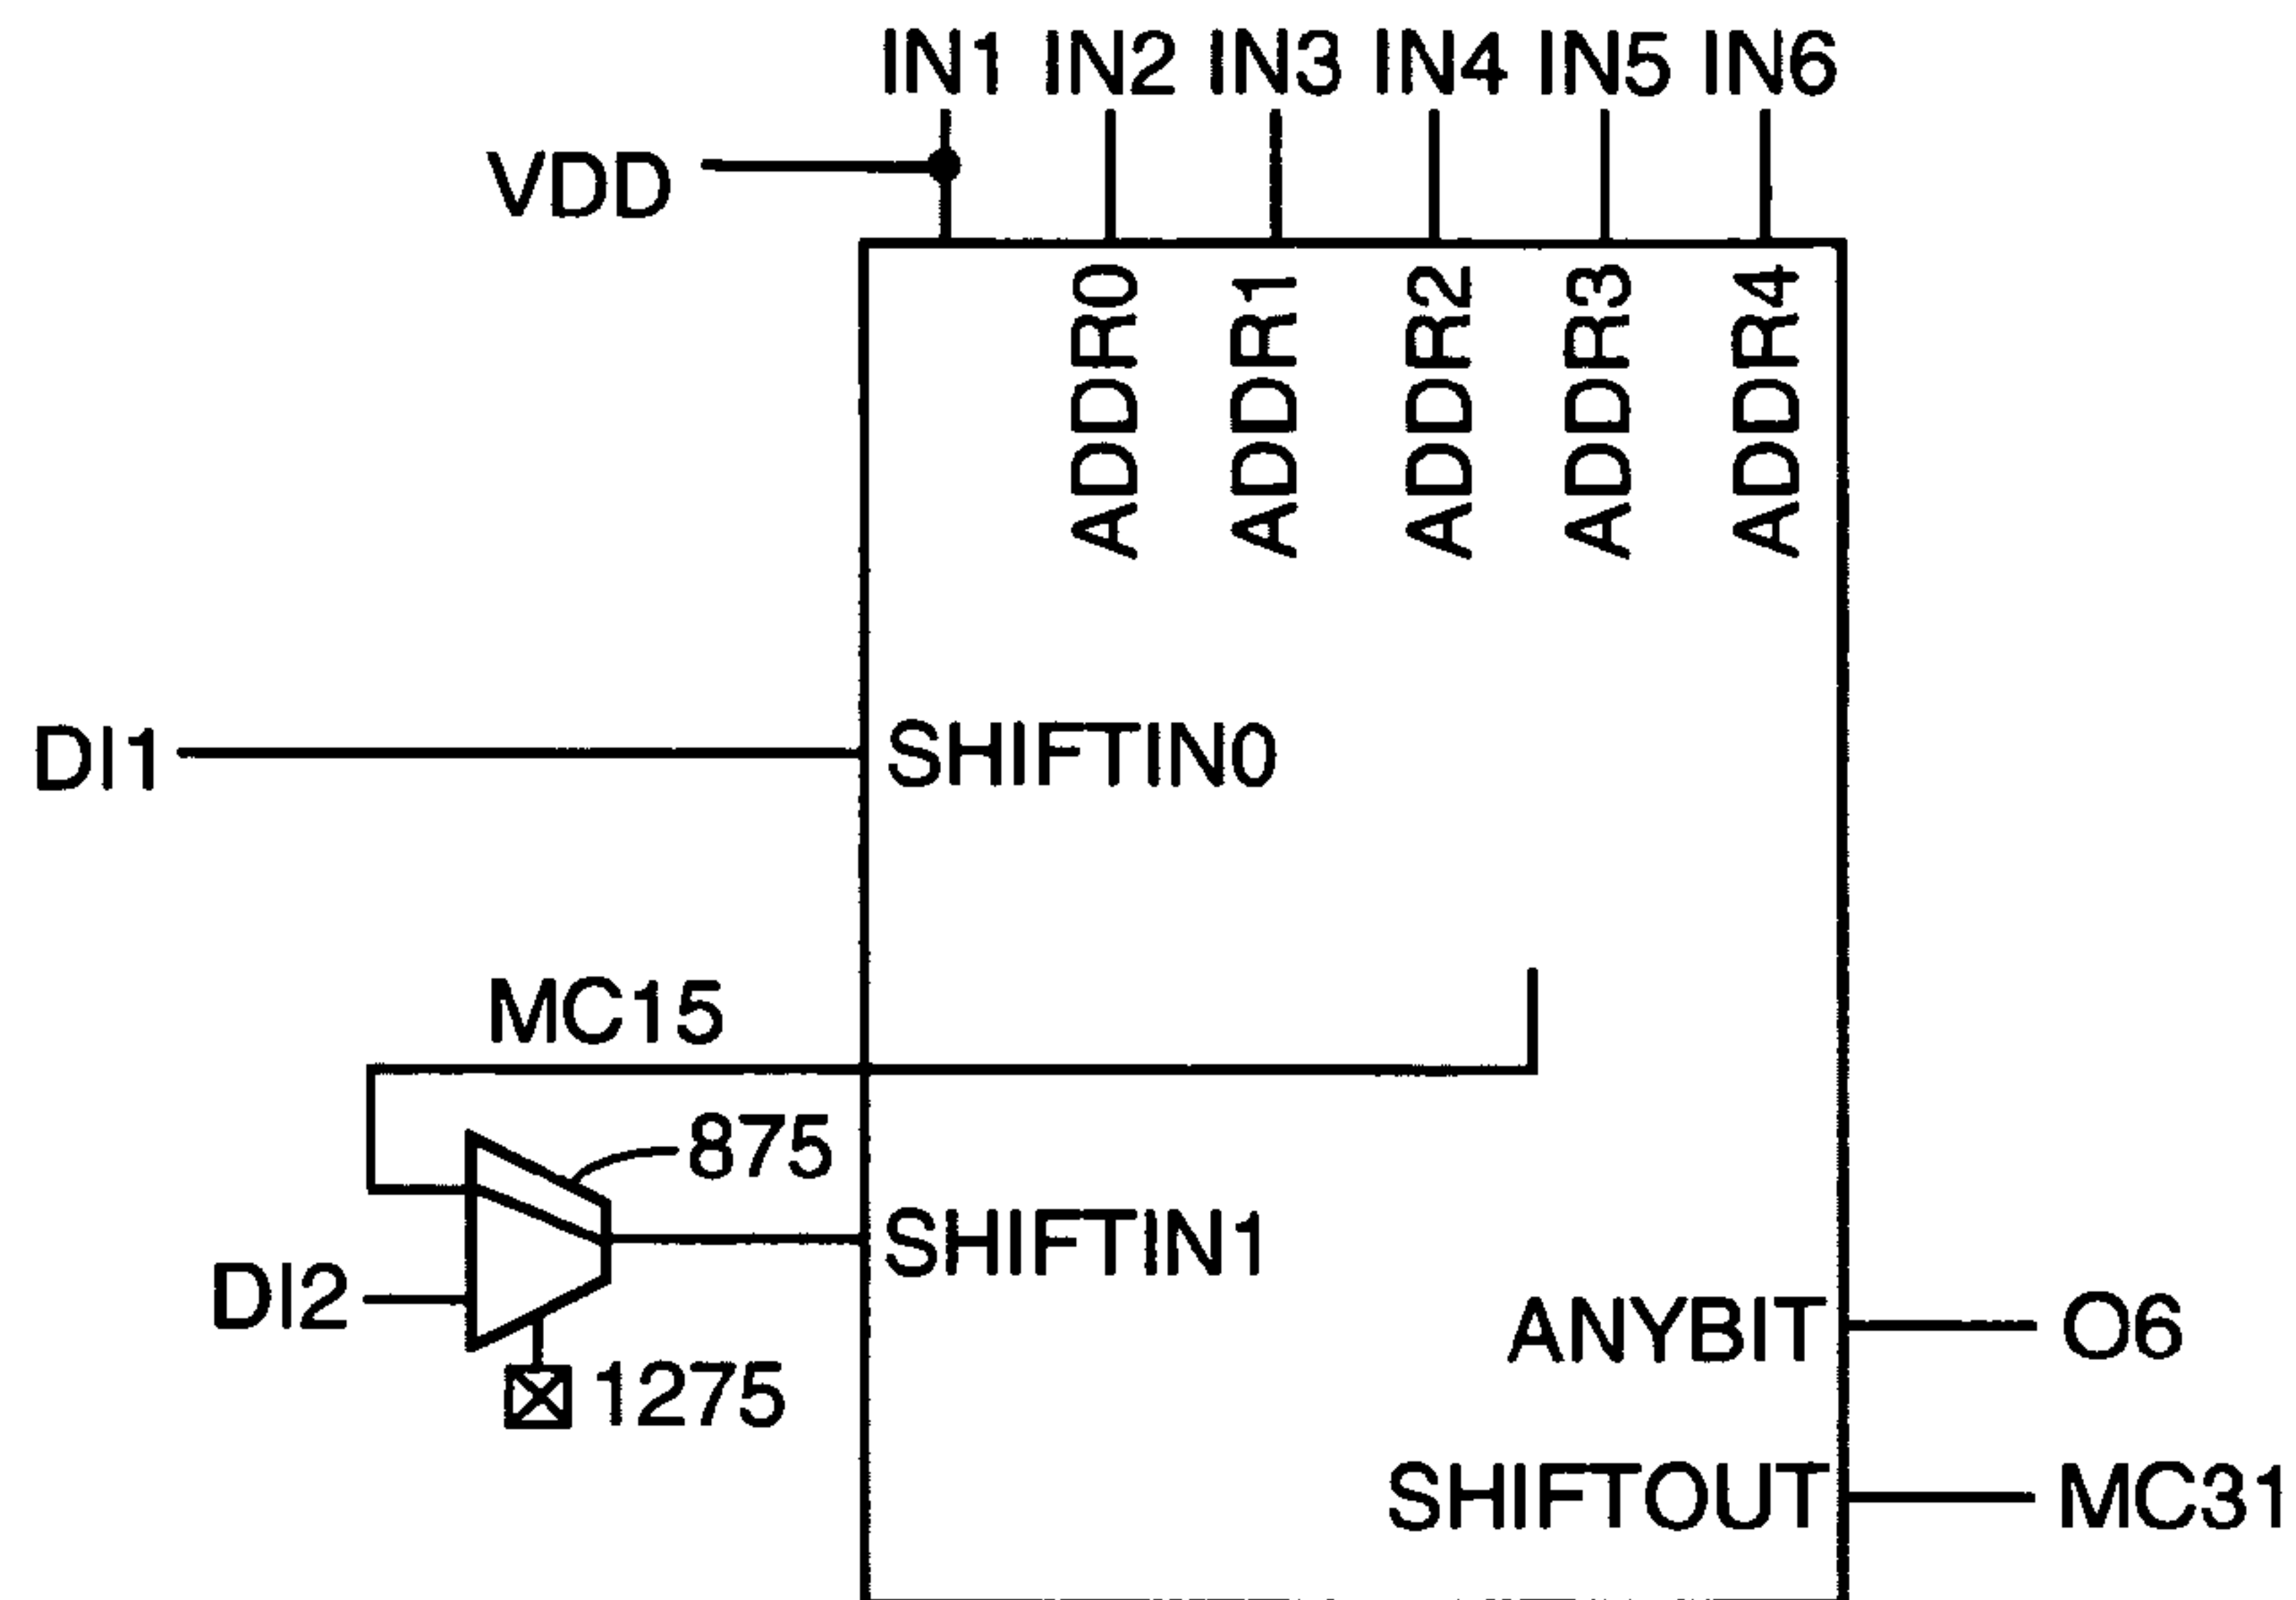 IN1 IN2 IN3 IN4 IN5 IN6
VDD
ADDR0
ADDR1
ADDR2
ADDR3
ADDR4
DI1
SHIFTIN0
MC15
875
SHIFTIN1
DI2
ANYBIT
O6
1275
SHIFTOUT
MC31